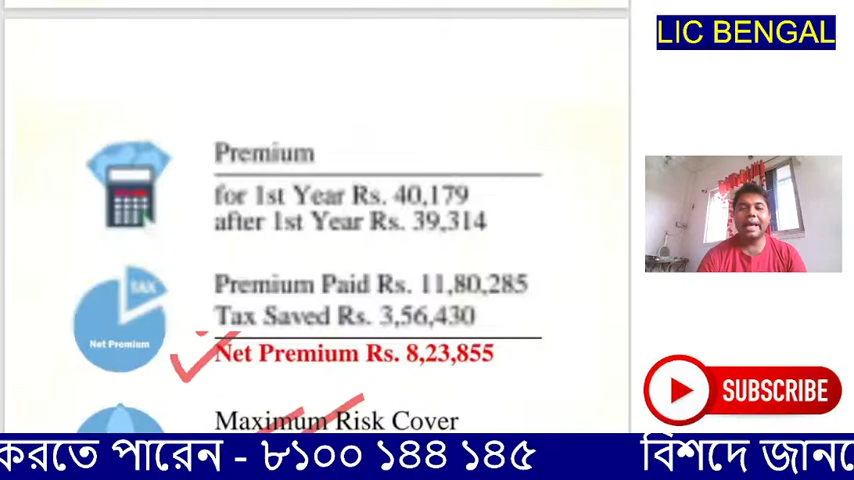 LIC BENGAL
Premium
for 1st Year Rs. 40,179
after 1st Year Rs. 39,314
TAX
Net Premium
Premium Paid Rs. 11,80,285
Tax Saved Rs. 3,56,430
Net Premium Rs. 8,23,855
Maximum Risk Cover
SUBSCRIBE
করতে পারেন - ৮১০০ ১৪৪ ১৪৫
বিশদে